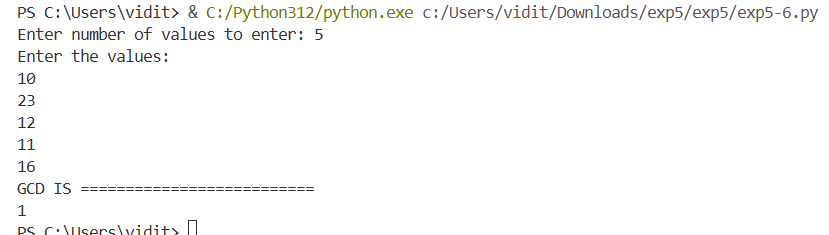 PS C:\Users\vidit> & C:/Python312/python.exe c:/Users/vidit/Downloads/exp5/exp5/exp5-6.py
Enter number of values to enter: 5
Enter the values:
10
23
12
11
16
GCD IS ==========================
1
PS C:\Users\vidit>